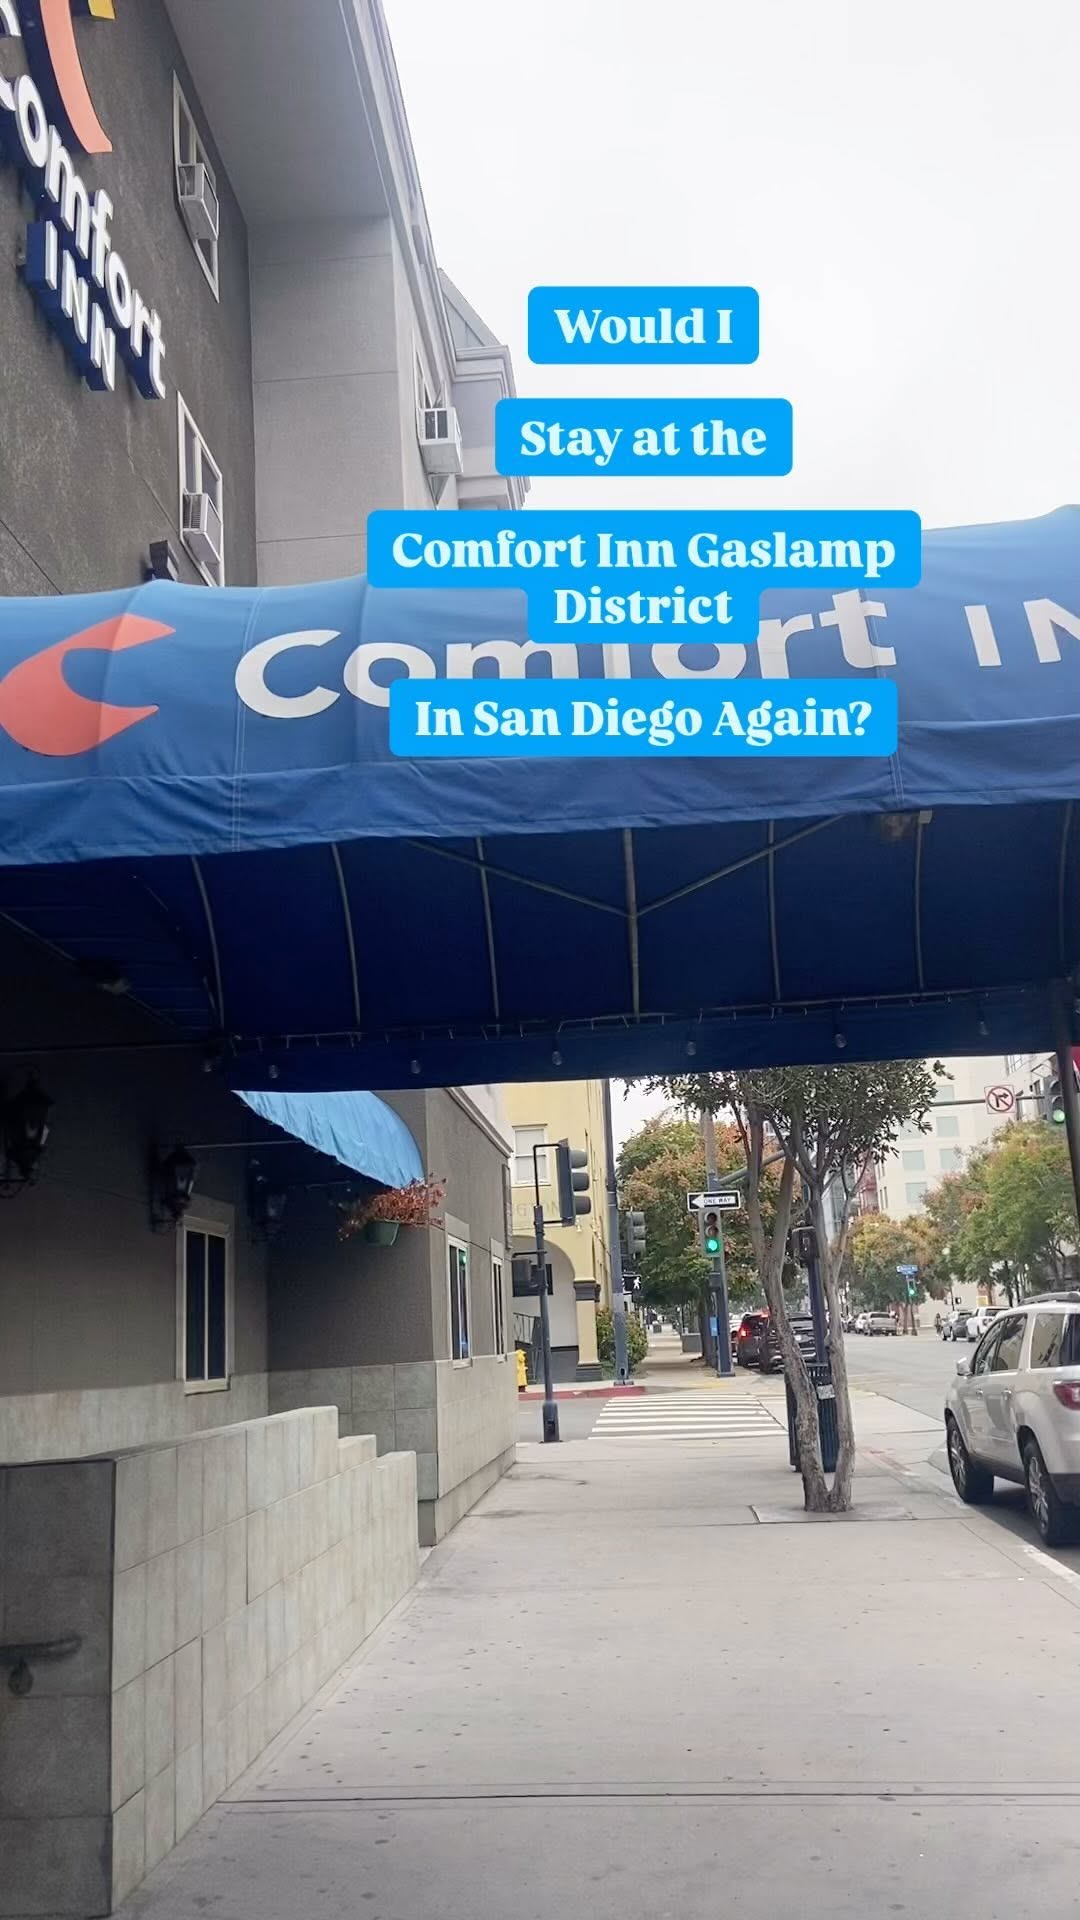 Comfort
INN
Would I
Stay at the
Comfort Inn Gaslamp
District
Comfort IN
In San Diego Again?
ONE WAY